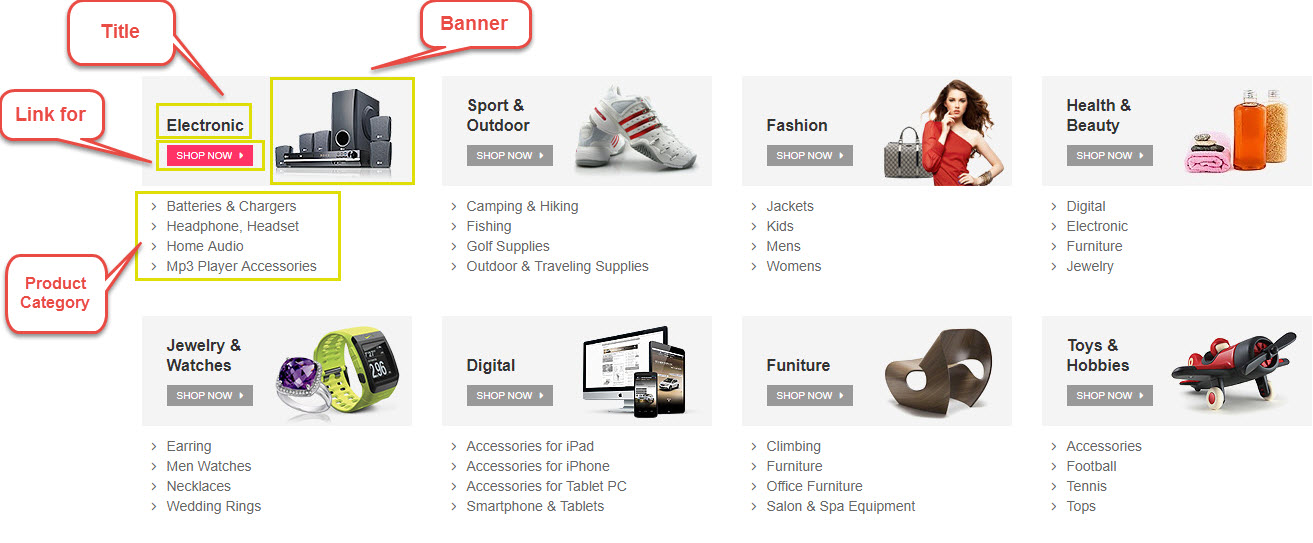 Title
Banner
Link for
Electronic
SHOP NOW
Sport &
Outdoor
SHOP NOW
Fashion
SHOP NOW
Health &
Beauty
SHOP NOW
Product
Category
Batteries & Chargers
Headphone, Headset
Home Audio
Mp3 Player Accessories
Camping & Hiking
Fishing
Golf Supplies
Outdoor & Traveling Supplies
Jackets
Kids
Mens
Womens
Digital
Electronic
Furniture
Jewelry
Jewelry &
Watches
SHOP NOW
296
Digital
SHOP NOW
Funiture
SHOP NOW
Toys &
Hobbies
SHOP NOW
Earring
Men Watches
Necklaces
Wedding Rings
Accessories for iPad
Accessories for iPhone
Accessories for Tablet PC
Smartphone & Tablets
Climbing
Furniture
Office Furniture
Salon & Spa Equipment
Accessories
Football
Tennis
Tops